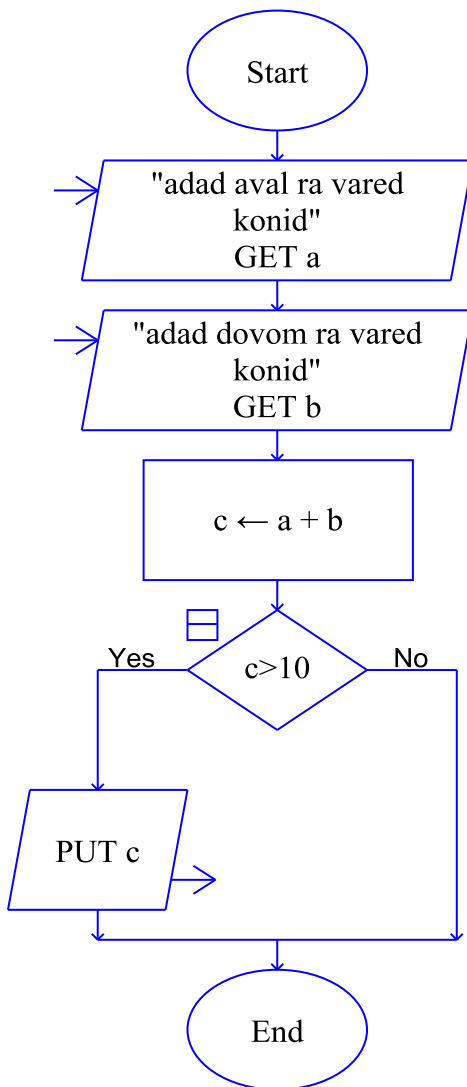 Start
"adad aval ra vared
konid"
GET a
"adad dovom ra vared
konid"
GET b
c ← a + b
c>10
Yes
No
PUT c
End